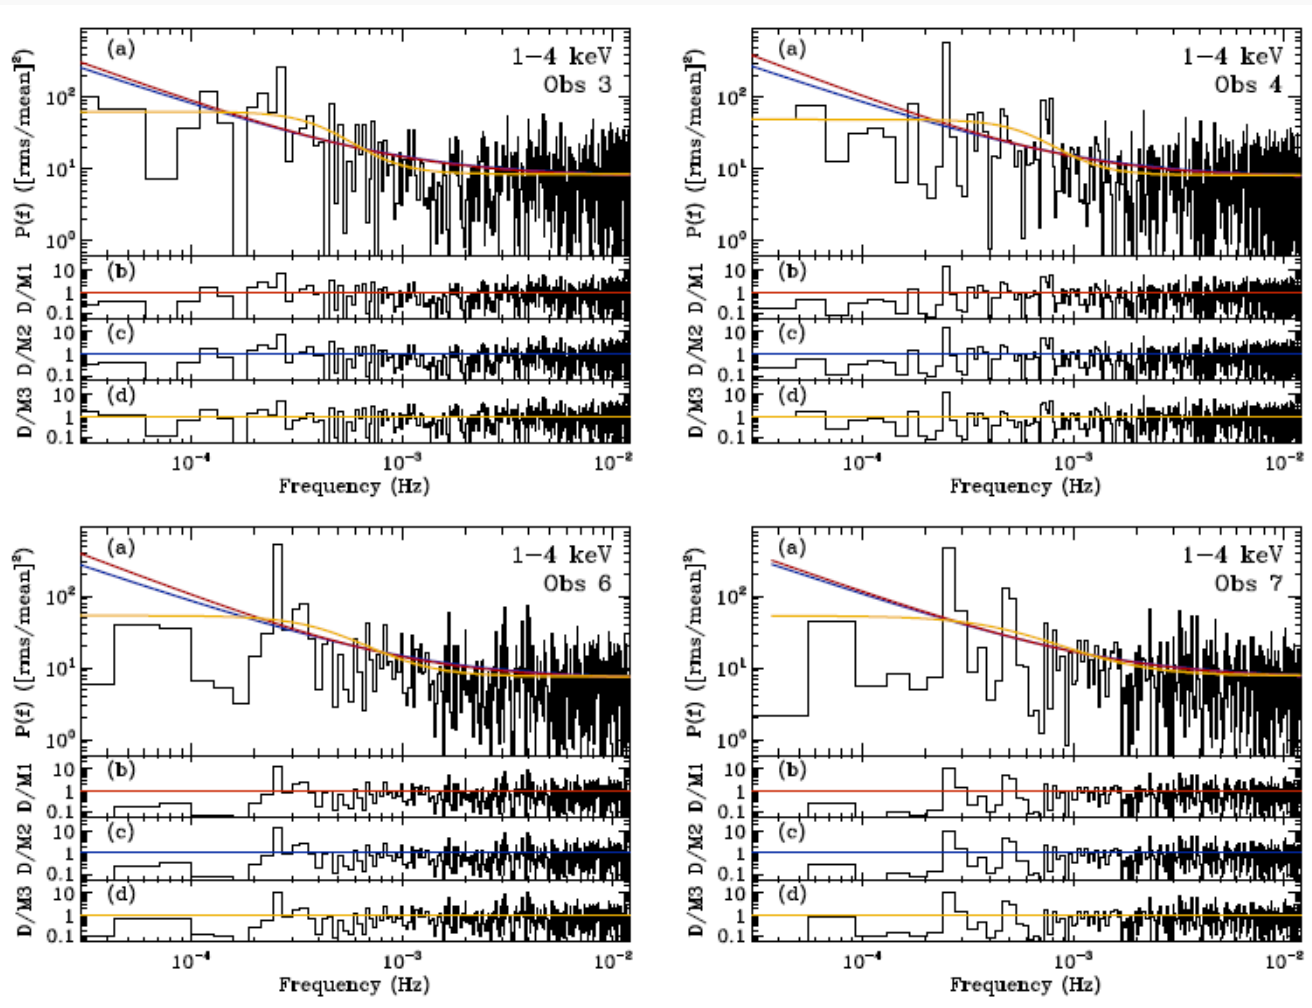 (a) 1−4 keV
Obs 3
P(f) ([rms/mean]²)
10²
10¹
10⁰
(b)
D/M1
10
1
0.1
(c)
D/M2
10
1
0.1
(d)
D/M3
10
1
0.1
10⁻⁴ 10⁻³ 10⁻²
Frequency (Hz)
(a) 1−4 keV
Obs 4
P(f) ([rms/mean]²)
10²
10¹
10⁰
(b)
D/M1
10
1
0.1
(c)
D/M2
10
1
0.1
(d)
D/M3
10
1
0.1
10⁻⁴ 10⁻³ 10⁻²
Frequency (Hz)
(a) 1−4 keV
Obs 6
P(f) ([rms/mean]²)
10²
10¹
10⁰
(b)
D/M1
10
1
0.1
(c)
D/M2
10
1
0.1
(d)
D/M3
10
1
0.1
10⁻⁴ 10⁻³ 10⁻²
Frequency (Hz)
(a) 1−4 keV
Obs 7
P(f) ([rms/mean]²)
10²
10¹
10⁰
(b)
D/M1
10
1
0.1
(c)
D/M2
10
1
0.1
(d)
D/M3
10
1
0.1
10⁻⁴ 10⁻³ 10⁻²
Frequency (Hz)